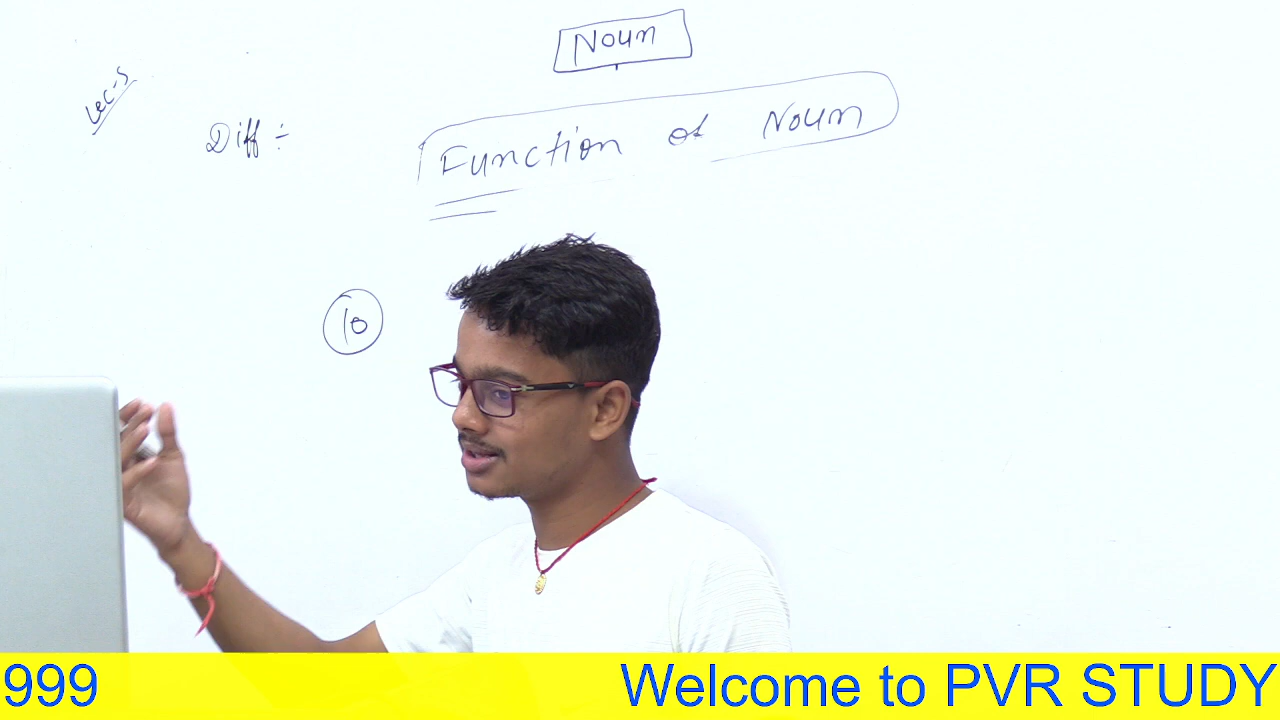 Noun
Lec-5
Diff ÷
Function of Noun
10
999
Welcome to PVR STUDY